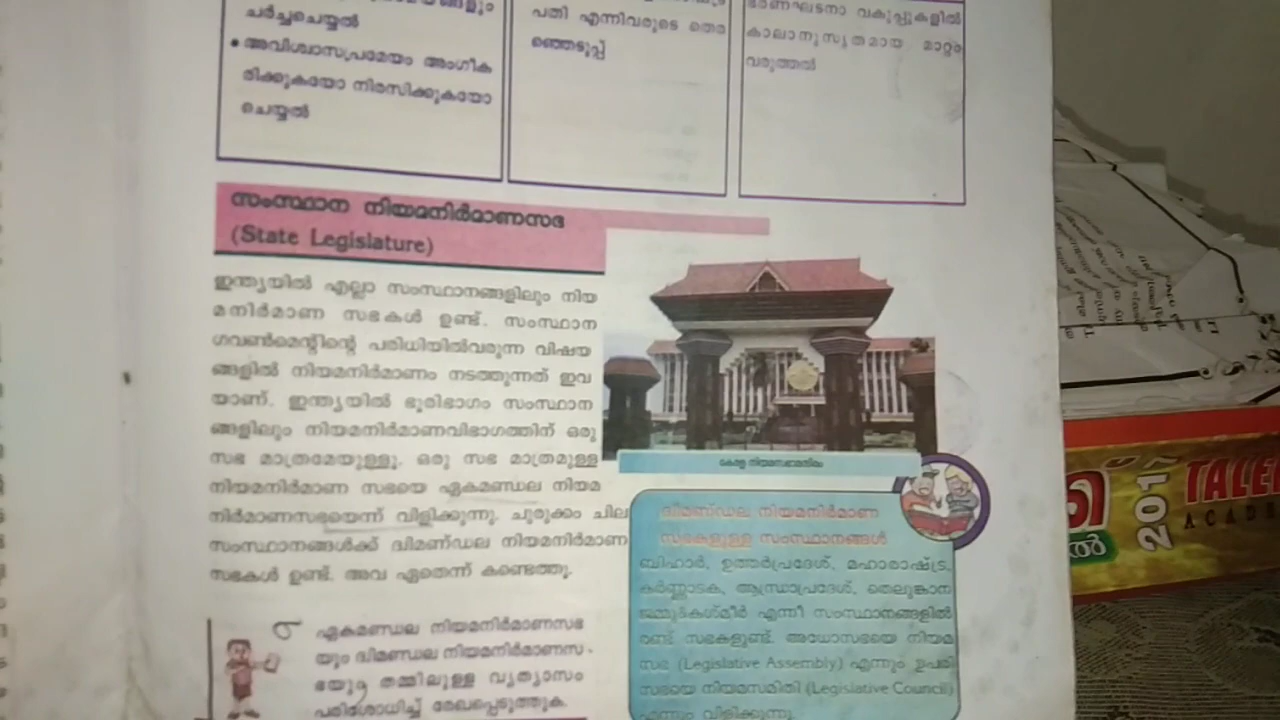 ചർച്ചചെയ്യൽ
• അവിശ്വാസപ്രമേയം അംഗീക
രിക്കുകയോ നിരസിക്കുകയോ
ചെയ്യൽ
പതി എന്നിവരുടെ തെര
ഞ്ഞെടുപ്പ്
ഭരണഘടനാ വകുപ്പുകളിൽ
കാലാനുസൃതമായ മാറ്റം
വരുത്തൽ
സംസ്ഥാന നിയമനിർമാണസഭ
(State Legislature)
ഇന്ത്യയിൽ എല്ലാ സംസ്ഥാനങ്ങളിലും നിയ
മനിർമാണ സഭകൾ ഉണ്ട്. സംസ്ഥാന
ഗവൺമെന്റിന്റെ പരിധിയിൽവരുന്ന വിഷയ
ങ്ങളിൽ നിയമനിർമാണം നടത്തുന്നത് ഇവ
യാണ്. ഇന്ത്യയിൽ ഭൂരിഭാഗം സംസ്ഥാന
ങ്ങളിലും നിയമനിർമാണവിഭാഗത്തിന് ഒരു
സഭ മാത്രമേയുള്ളൂ. ഒരു സഭ മാത്രമുള്ള
നിയമനിർമാണ സഭയെ ഏകമണ്ഡല നിയമ
നിർമാണസഭയെന്ന് വിളിക്കുന്നു. ചുരുക്കം ചില
സംസ്ഥാനങ്ങൾക്ക് ദ്വിമണ്ഡല നിയമനിർമാണ
സഭകൾ ഉണ്ട്. അവ ഏതെന്ന് കണ്ടെത്തൂ.
കേരള നിയമസഭാമന്ദിരം
ദ്വിമണ്ഡല നിയമനിർമാണ
സഭകളുള്ള സംസ്ഥാനങ്ങൾ
ബിഹാർ, ഉത്തർപ്രദേശ്, മഹാരാഷ്ട്ര,
കർണ്ണാടക, ആന്ധ്രാപ്രദേശ്, തെലുങ്കാന
ജമ്മു&കശ്മീർ എന്നീ സംസ്ഥാനങ്ങളിൽ
രണ്ട് സഭകളുണ്ട്. അധോസഭയെ നിയമ
സഭ (Legislative Assembly) എന്നും ഉപരി
സഭയെ നിയമസമിതി (Legislative Council)
എന്നും വിളിക്കുന്നു.
ഏകമണ്ഡല നിയമനിർമാണസഭ
യും ദ്വിമണ്ഡല നിയമനിർമാണസ
ഭയും തമ്മിലുള്ള വ്യത്യാസം
പരിശോധിച്ച് രേഖപ്പെടുത്തുക.
2017